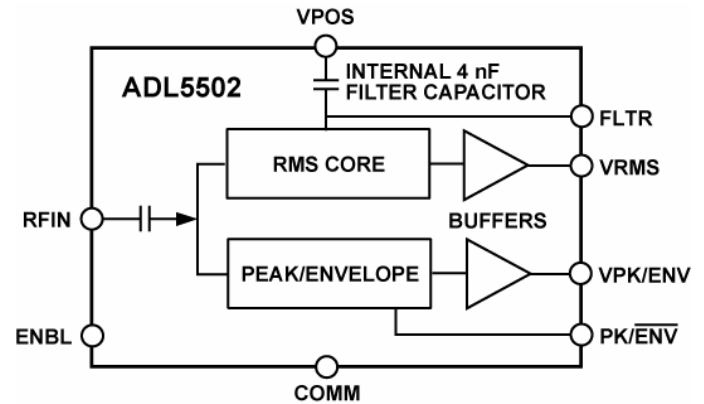 VPOS
ADL5502
INTERNAL 4 nF
FILTER CAPACITOR
FLTR
RMS CORE
VRMS
RFIN
BUFFERS
PEAK/ENVELOPE
VPK/ENV
ENBL
PK/E̅N̅V̅
COMM